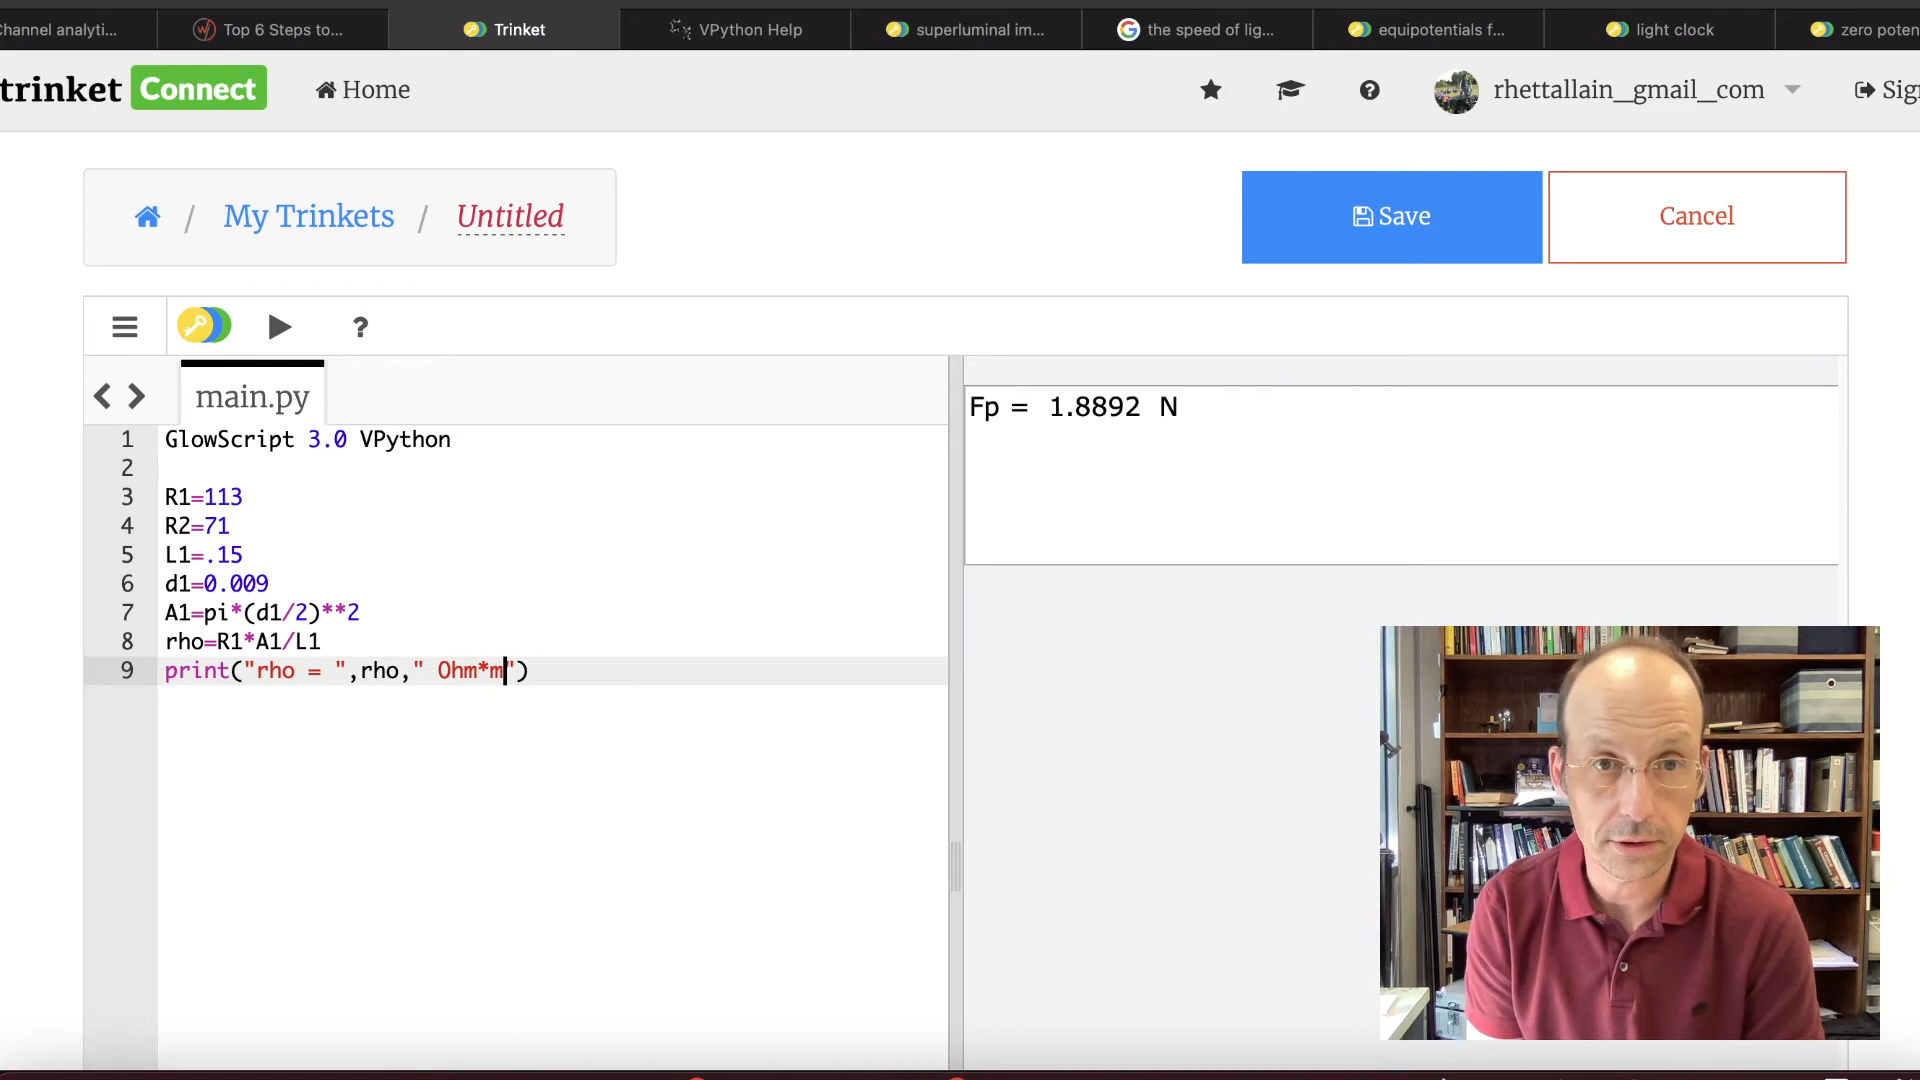 Channel analyti...
Top 6 Steps to...
Trinket
VPython Help
superluminal im...
the speed of lig...
equipotentials f...
light clock
zero poten
trinket Connect
Home
rhettallain_gmail_com
Sign
/ My Trinkets / Untitled
Save
Cancel
?
main.py
1 GlowScript 3.0 VPython
2
3 R1=113
4 R2=71
5 L1=.15
6 d1=0.009
7 A1=pi*(d1/2)**2
8 rho=R1*A1/L1
9 print("rho = ",rho," Ohm*m")
Fp = 1.8892 N